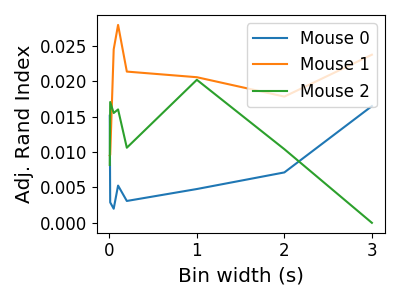 Mouse 0
Mouse 1
Mouse 2
Adj. Rand Index
0.025
0.020
0.015
0.010
0.005
0.000
0 1 2 3
Bin width (s)